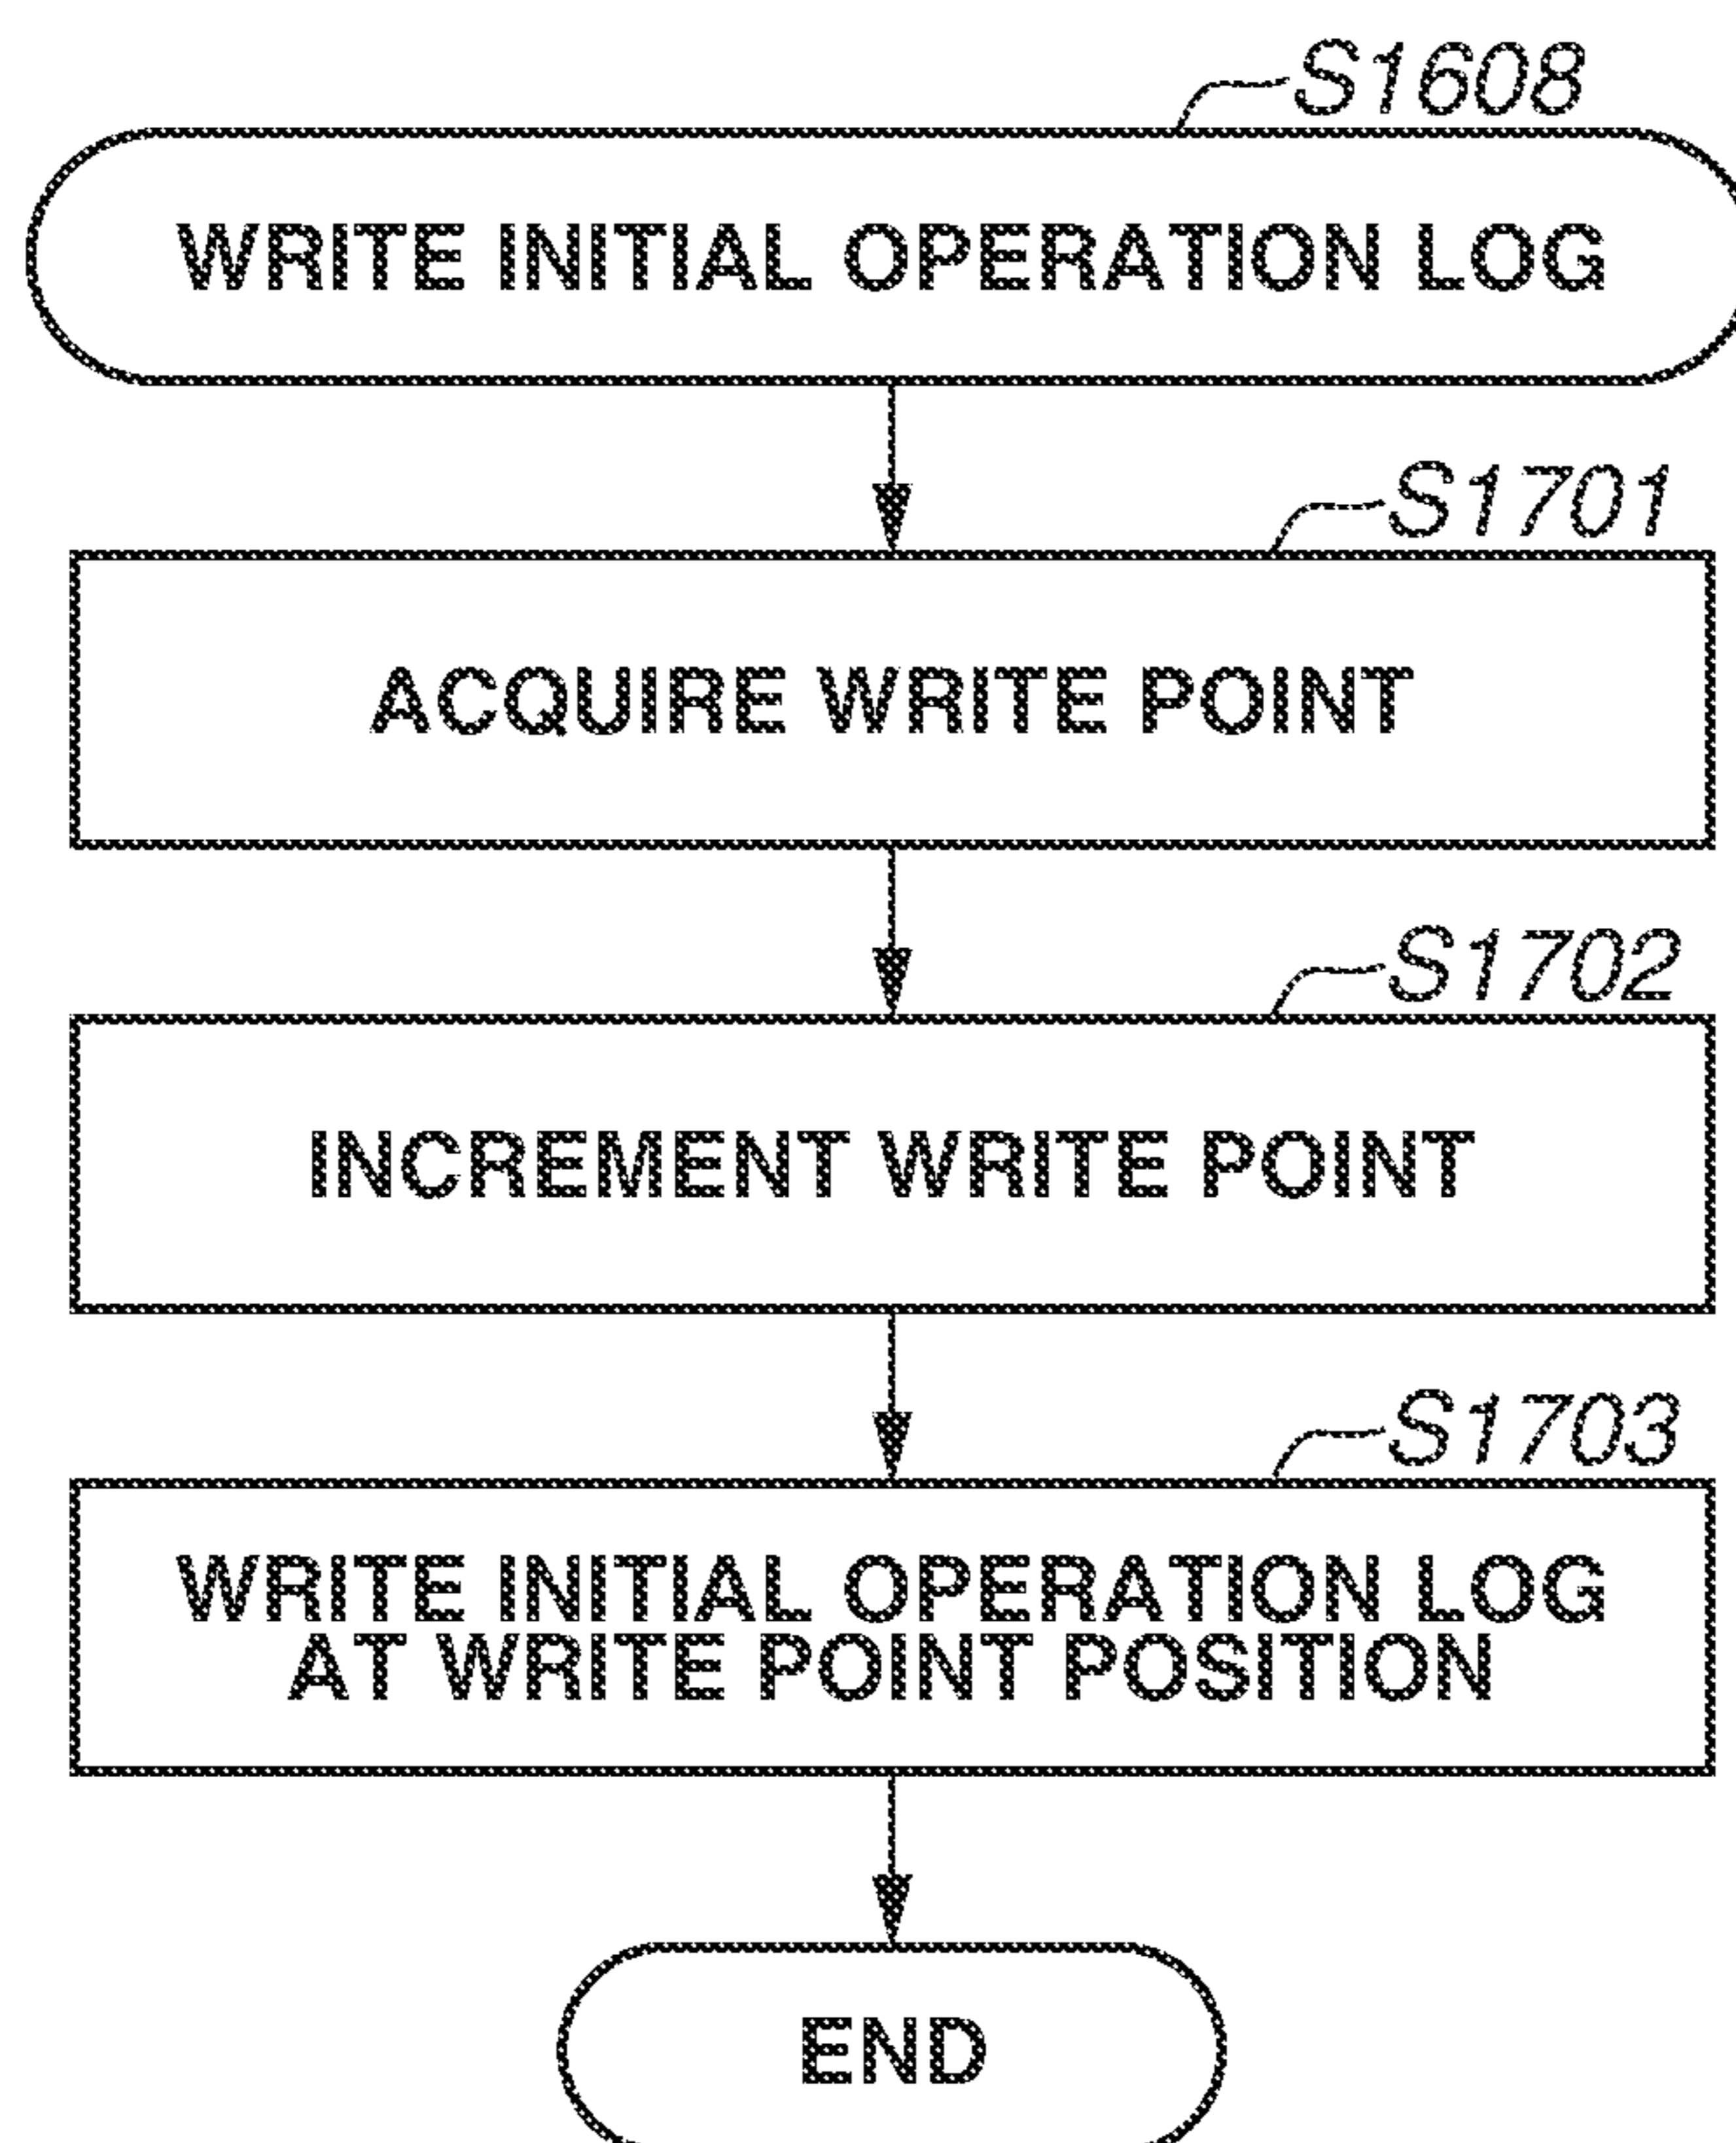 S1608
WRITE INITIAL OPERATION LOG
S1701
ACQUIRE WRITE POINT
S1702
INCREMENT WRITE POINT
S1703
WRITE INITIAL OPERATION LOG
AT WRITE POINT POSITION
END